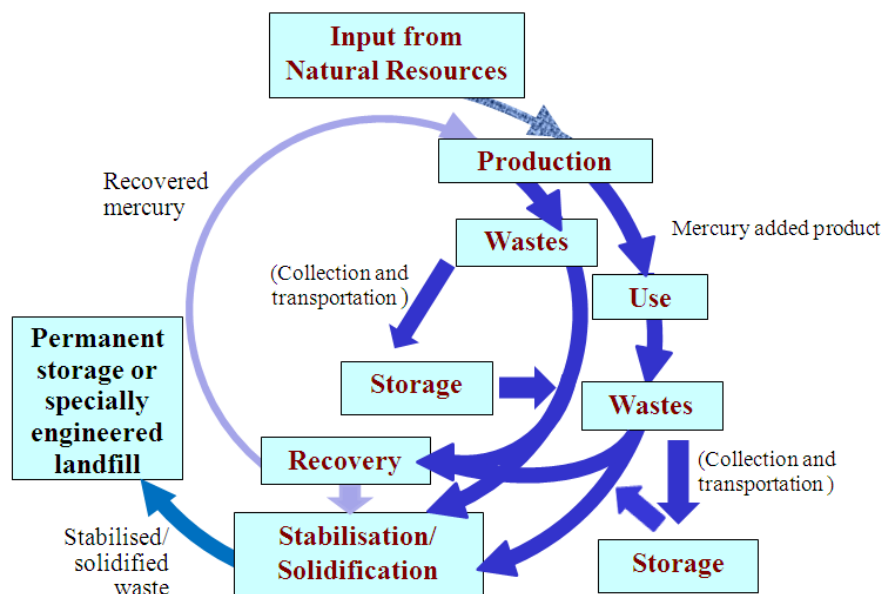 Input from
Natural Resources
Production
Recovered
mercury
Wastes
Mercury added product
(Collection and
transportation )
Use
Permanent
storage or
specially
engineered
landfill
Storage
Wastes
Recovery
(Collection and
transportation )
Stabilised/
solidified
waste
Stabilisation/
Solidification
Storage